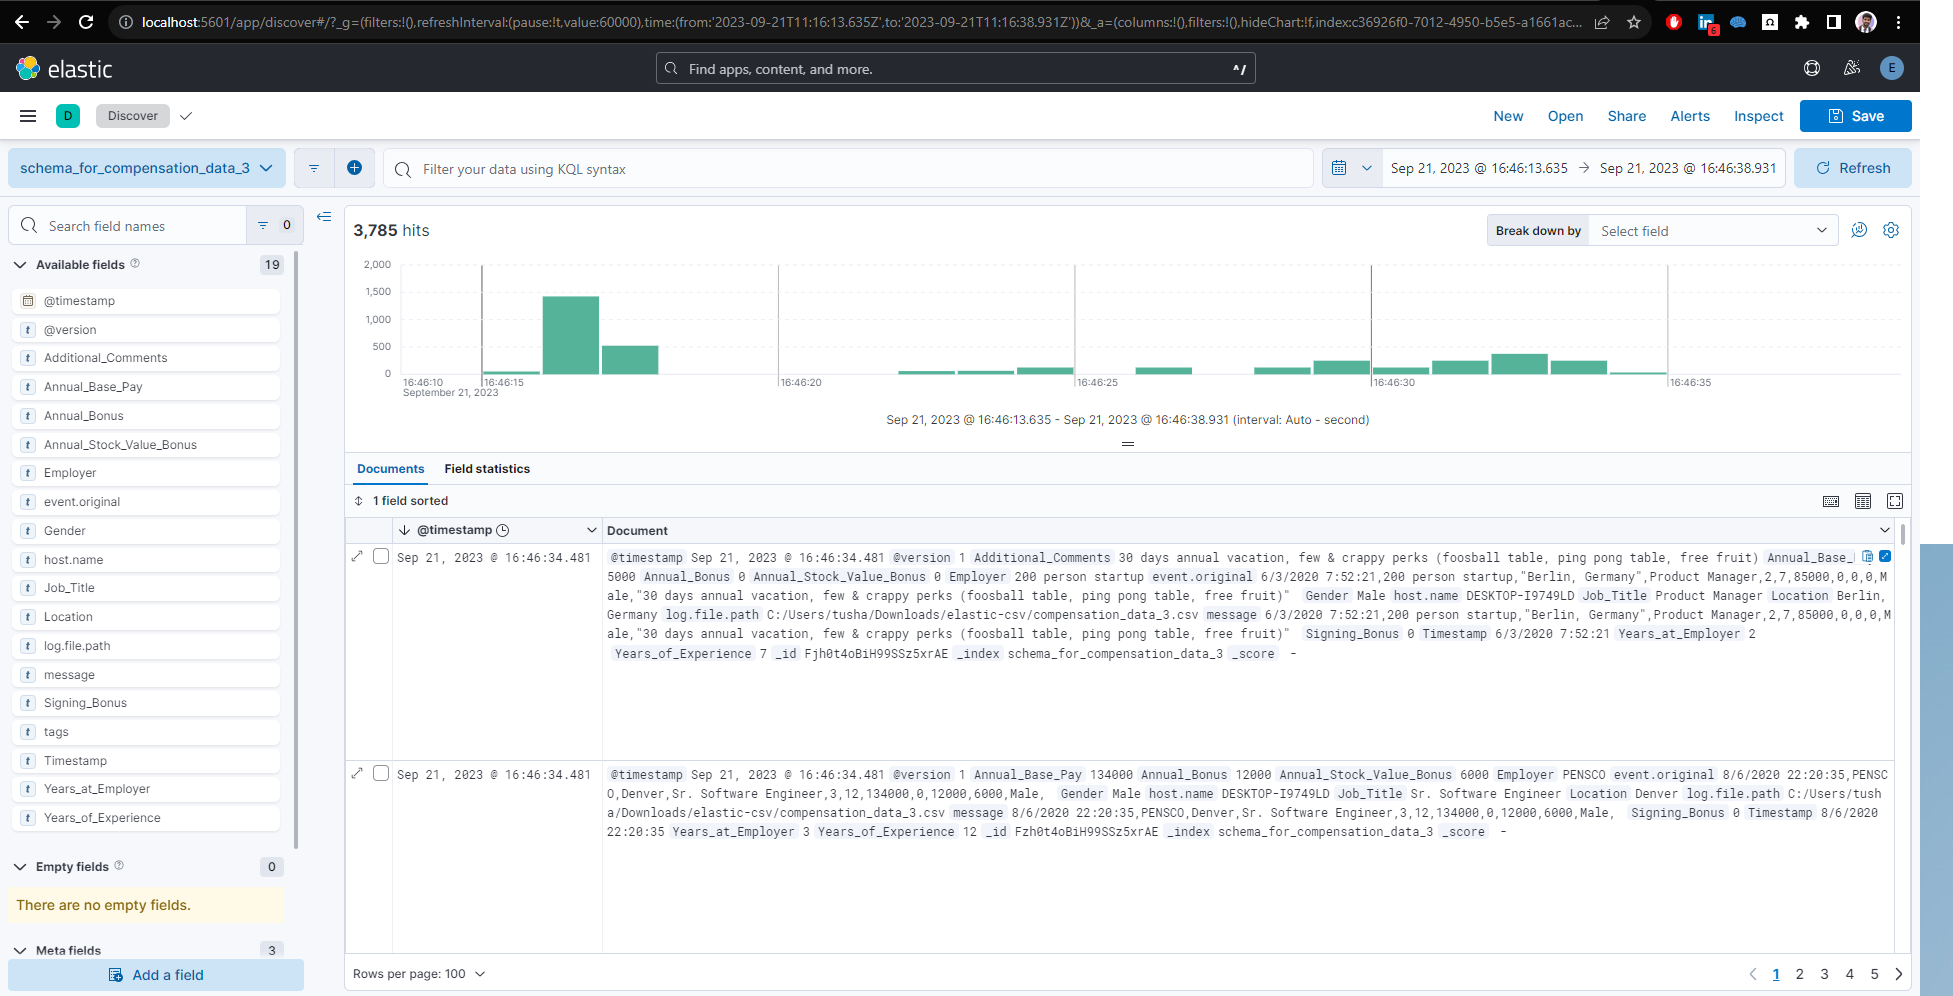 localhost:5601/app/discover#/?_g=(filters:!(),refreshInterval:(pause:!t,value:60000),time:(from:'2023-09-21T11:16:13.635Z',to:'2023-09-21T11:16:38.931Z'))&_a=(columns:!(),filters:!(),hideChart:!f,index:c36926f0-7012-4950-b5e5-a1661ac...
6
elastic
Find apps, content, and more.
^/
E
D
Discover
New
Open
Share
Alerts
Inspect
Save
schema_for_compensation_data_3
Filter your data using KQL syntax
Sep 21, 2023 @ 16:46:13.635 → Sep 21, 2023 @ 16:46:38.931
Refresh
Search field names
0
Available fields 19
@timestamp
t @version
t Additional_Comments
t Annual_Base_Pay
t Annual_Bonus
t Annual_Stock_Value_Bonus
t Employer
t event.original
t Gender
t host.name
t Job_Title
t Location
t log.file.path
t message
t Signing_Bonus
t tags
t Timestamp
t Years_at_Employer
t Years_of_Experience
Empty fields 0
There are no empty fields.
Meta fields 3
Add a field
3,785 hits
Break down by Select field
2,000
1,500
1,000
500
0
16:46:10 16:46:15 16:46:20 16:46:25 16:46:30 16:46:35
September 21, 2023
Sep 21, 2023 @ 16:46:13.635 - Sep 21, 2023 @ 16:46:38.931 (interval: Auto - second)
Documents Field statistics
1 field sorted
@timestamp Document
Sep 21, 2023 @ 16:46:34.481
@timestamp Sep 21, 2023 @ 16:46:34.481 @version 1 Additional_Comments 30 days annual vacation, few & crappy perks (foosball table, ping pong table, free fruit) Annual_Base_
5000 Annual_Bonus 0 Annual_Stock_Value_Bonus 0 Employer 200 person startup event.original 6/3/2020 7:52:21,200 person startup,"Berlin, Germany",Product Manager,2,7,85000,0,0,0,M
ale,"30 days annual vacation, few & crappy perks (foosball table, ping pong table, free fruit)" Gender Male host.name DESKTOP-I9749LD Job_Title Product Manager Location Berlin,
Germany log.file.path C:/Users/tusha/Downloads/elastic-csv/compensation_data_3.csv message 6/3/2020 7:52:21,200 person startup,"Berlin, Germany",Product Manager,2,7,85000,0,0,0,M
ale,"30 days annual vacation, few & crappy perks (foosball table, ping pong table, free fruit)" Signing_Bonus 0 Timestamp 6/3/2020 7:52:21 Years_at_Employer 2
Years_of_Experience 7 _id Fjh0t4oBiH99SSz5xrAE _index schema_for_compensation_data_3 _score -
Sep 21, 2023 @ 16:46:34.481
@timestamp Sep 21, 2023 @ 16:46:34.481 @version 1 Annual_Base_Pay 134000 Annual_Bonus 12000 Annual_Stock_Value_Bonus 6000 Employer PENSCO event.original 8/6/2020 22:20:35,PENSC
O,Denver,Sr. Software Engineer,3,12,134000,0,12000,6000,Male, Gender Male host.name DESKTOP-I9749LD Job_Title Sr. Software Engineer Location Denver log.file.path C:/Users/tush
a/Downloads/elastic-csv/compensation_data_3.csv message 8/6/2020 22:20:35,PENSCO,Denver,Sr. Software Engineer,3,12,134000,0,12000,6000,Male, Signing_Bonus 0 Timestamp 8/6/2020
22:20:35 Years_at_Employer 3 Years_of_Experience 12 _id Fzh0t4oBiH99SSz5xrAE _index schema_for_compensation_data_3 _score -
Rows per page: 100
1 2 3 4 5